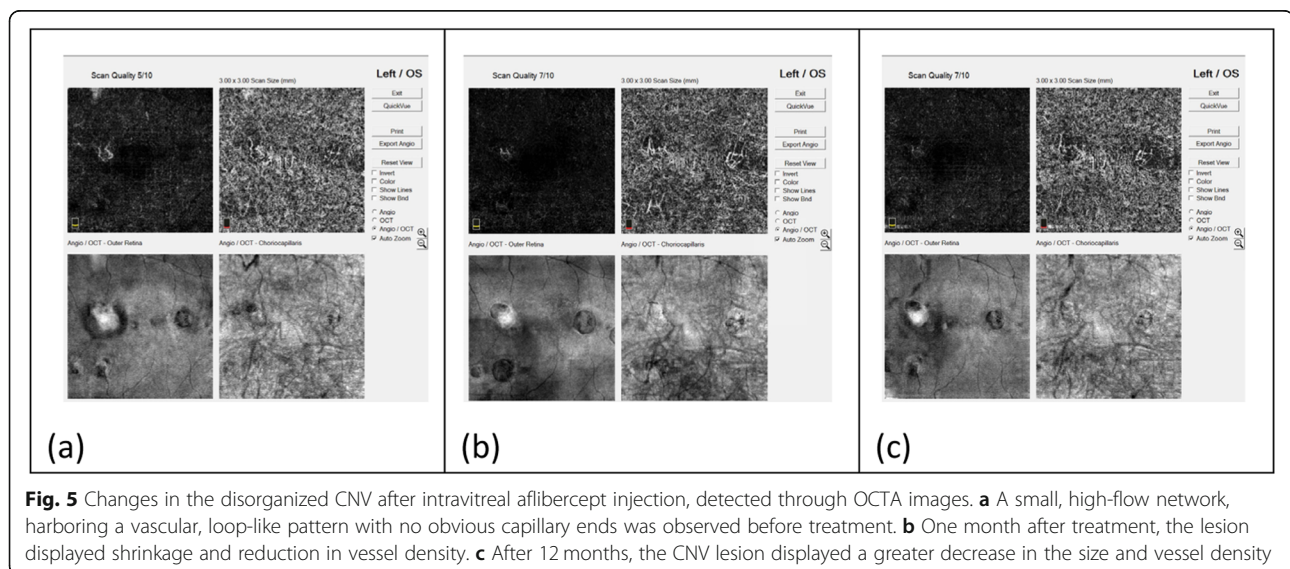 Scan Quality 5/10
3.00 x 3.00 Scan Size (mm)
Left / OS
Exit
QuickVue
Print
Export Angio
Reset View
Invert
Color
Show Lines
Show Bnd
Angio
OCT
Angio / OCT
Auto Zoom
Angio / OCT - Outer Retina
Angio / OCT - Choriocapillaris
(a)
Scan Quality 7/10
3.00 x 3.00 Scan Size (mm)
Left / OS
Exit
QuickVue
Print
Export Angio
Reset View
Invert
Color
Show Lines
Show Bnd
Angio
OCT
Angio / OCT
Auto Zoom
Angio / OCT - Outer Retina
Angio / OCT - Choriocapillaris
(b)
Scan Quality 7/10
3.00 x 3.00 Scan Size (mm)
Left / OS
Exit
QuickVue
Print
Export Angio
Reset View
Invert
Color
Show Lines
Show Bnd
Angio
OCT
Angio / OCT
Auto Zoom
Angio / OCT - Outer Retina
Angio / OCT - Choriocapillaris
(c)
Fig. 5 Changes in the disorganized CNV after intravitreal aflibercept injection, detected through OCTA images. a A small, high-flow network,
harboring a vascular, loop-like pattern with no obvious capillary ends was observed before treatment. b One month after treatment, the lesion
displayed shrinkage and reduction in vessel density. c After 12 months, the CNV lesion displayed a greater decrease in the size and vessel density